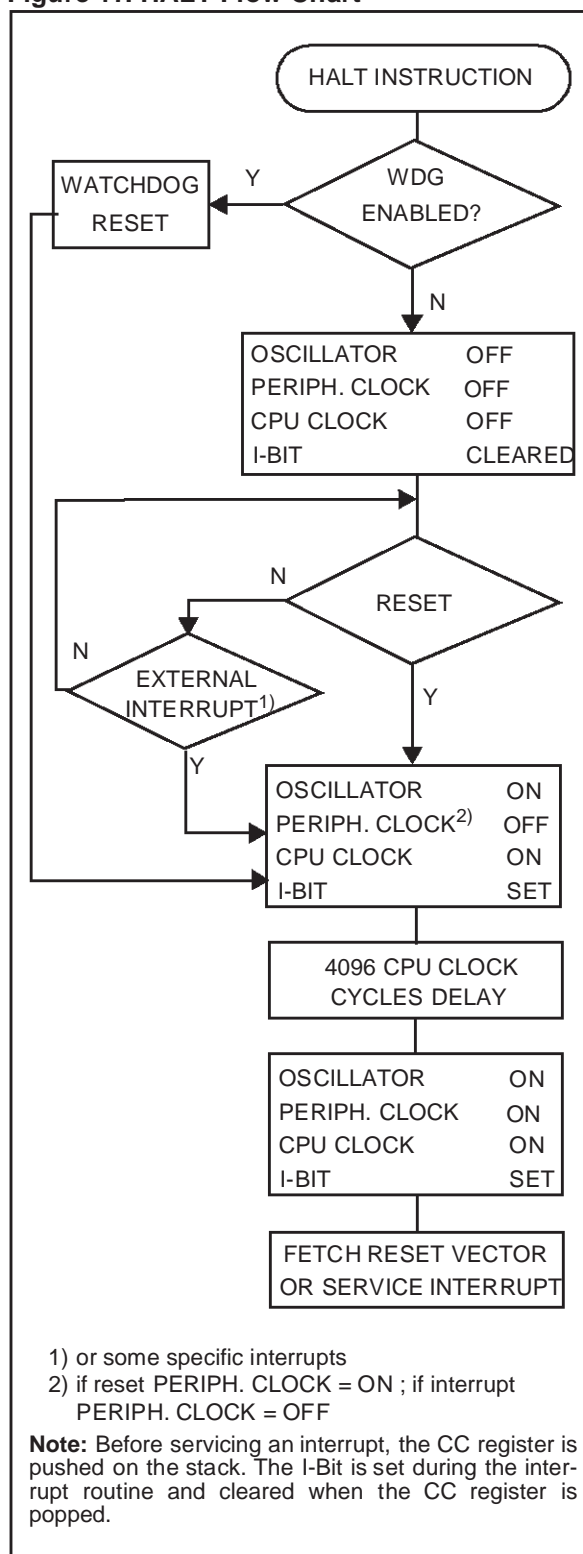 HALT INSTRUCTION
WDG
ENABLED?
Y
WATCHDOG
RESET
N
OSCILLATOR OFF
PERIPH. CLOCK OFF
CPU CLOCK OFF
I-BIT CLEARED
RESET
N
EXTERNAL
INTERRUPT1)
N
Y
Y
OSCILLATOR ON
PERIPH. CLOCK2) OFF
CPU CLOCK ON
I-BIT SET
4096 CPU CLOCK
CYCLES DELAY
OSCILLATOR ON
PERIPH. CLOCK ON
CPU CLOCK ON
I-BIT SET
FETCH RESET VECTOR
OR SERVICE INTERRUPT
1) or some specific interrupts
2) if reset PERIPH. CLOCK = ON ; if interrupt
PERIPH. CLOCK = OFF
Note: Before servicing an interrupt, the CC register is
pushed on the stack. The I-Bit is set during the inter-
rupt routine and cleared when the CC register is
popped.